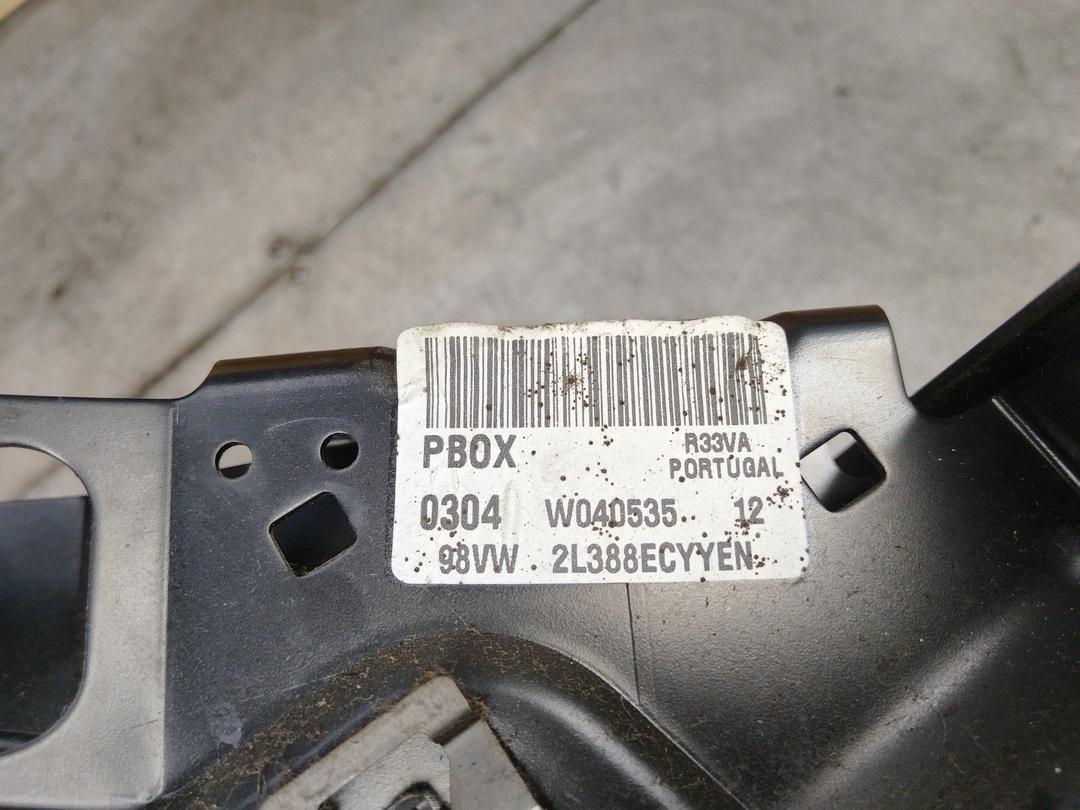 PBOX R33VA
PORTUGAL
0304 W040535 12
98VW 2L388ECYYEN